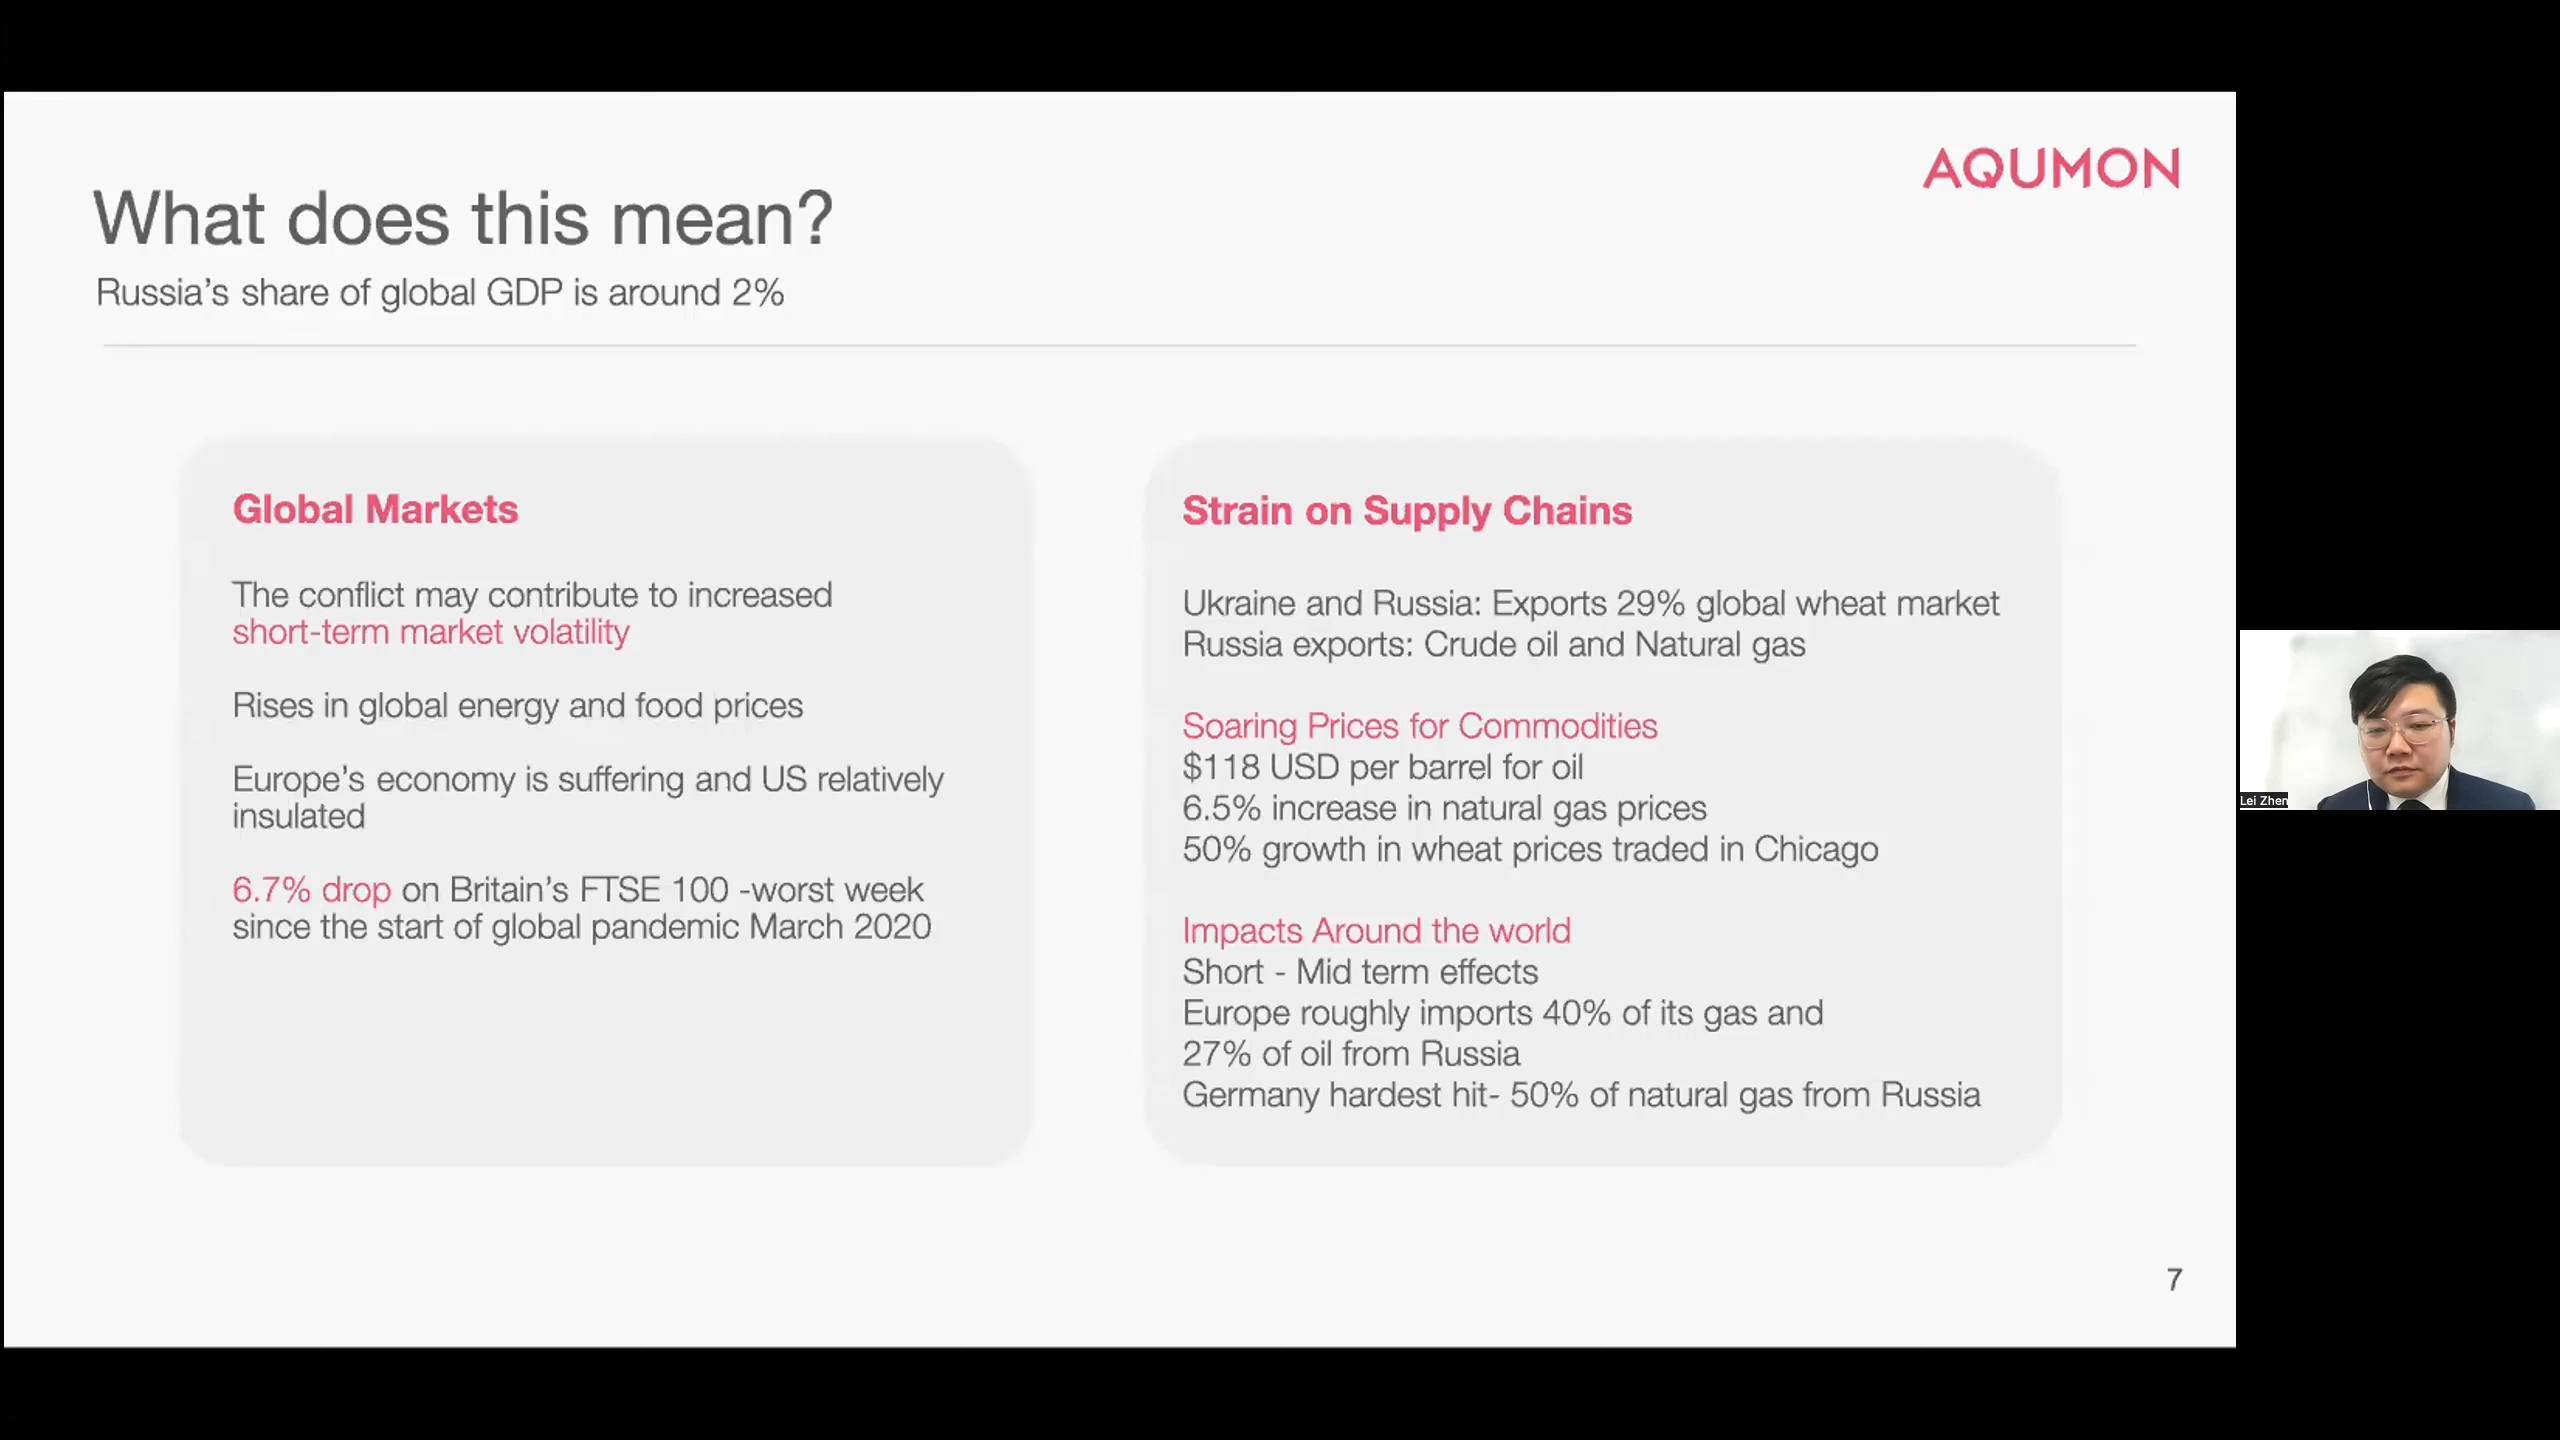 AQUMON
What does this mean?
Russia's share of global GDP is around 2%
Global Markets
The conflict may contribute to increased
short-term market volatility
Rises in global energy and food prices
Europe's economy is suffering and US relatively
insulated
6.7% drop on Britain's FTSE 100 -worst week
since the start of global pandemic March 2020
Strain on Supply Chains
Ukraine and Russia: Exports 29% global wheat market
Russia exports: Crude oil and Natural gas
Soaring Prices for Commodities
$118 USD per barrel for oil
6.5% increase in natural gas prices
50% growth in wheat prices traded in Chicago
Impacts Around the world
Short - Mid term effects
Europe roughly imports 40% of its gas and
27% of oil from Russia
Germany hardest hit- 50% of natural gas from Russia
7
Lei Zhen